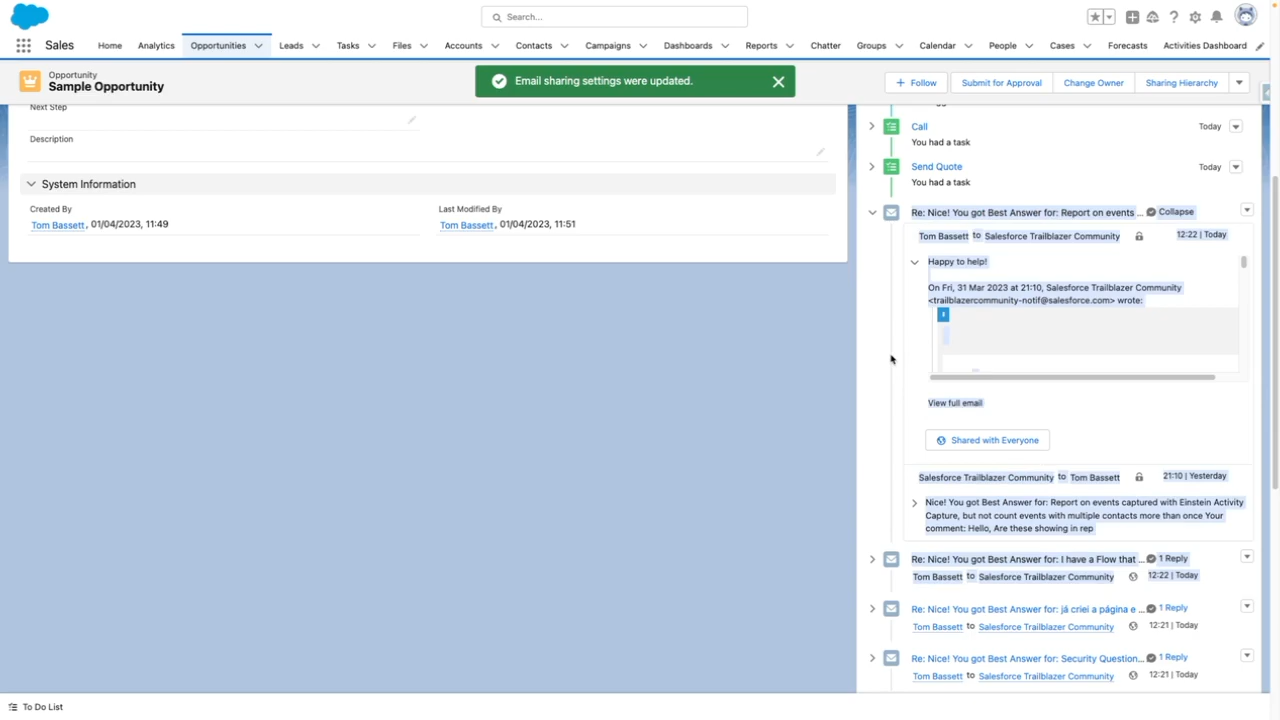 Search...
Sales
Home
Analytics
Opportunities
Leads
Tasks
Files
Accounts
Contacts
Campaigns
Dashboards
Reports
Chatter
Groups
Calendar
People
Cases
Forecasts
Activities Dashboard
Opportunity
Sample Opportunity
Email sharing settings were updated.
+ Follow
Submit for Approval
Change Owner
Sharing Hierarchy
Next Step
Description
System Information
Created By
Tom Bassett, 01/04/2023, 11:49
Last Modified By
Tom Bassett, 01/04/2023, 11:51
Call
Today
You had a task
Send Quote
Today
You had a task
Re: Nice! You got Best Answer for: Report on events ...
Collapse
Tom Bassett to Salesforce Trailblazer Community
12:22 | Today
Happy to help!
On Fri, 31 Mar 2023 at 21:10, Salesforce Trailblazer Community
<trailblazercommunity-notif@salesforce.com> wrote:
View full email
Shared with Everyone
Salesforce Trailblazer Community to Tom Bassett
21:10 | Yesterday
Nice! You got Best Answer for: Report on events captured with Einstein Activity
Capture, but not count events with multiple contacts more than once Your
comment: Hello, Are these showing in rep
Re: Nice! You got Best Answer for: I have a Flow that ...
1 Reply
Tom Bassett to Salesforce Trailblazer Community
12:22 | Today
Re: Nice! You got Best Answer for: já criei a página e ...
1 Reply
Tom Bassett to Salesforce Trailblazer Community
12:21 | Today
Re: Nice! You got Best Answer for: Security Question...
1 Reply
Tom Bassett to Salesforce Trailblazer Community
12:21 | Today
To Do List